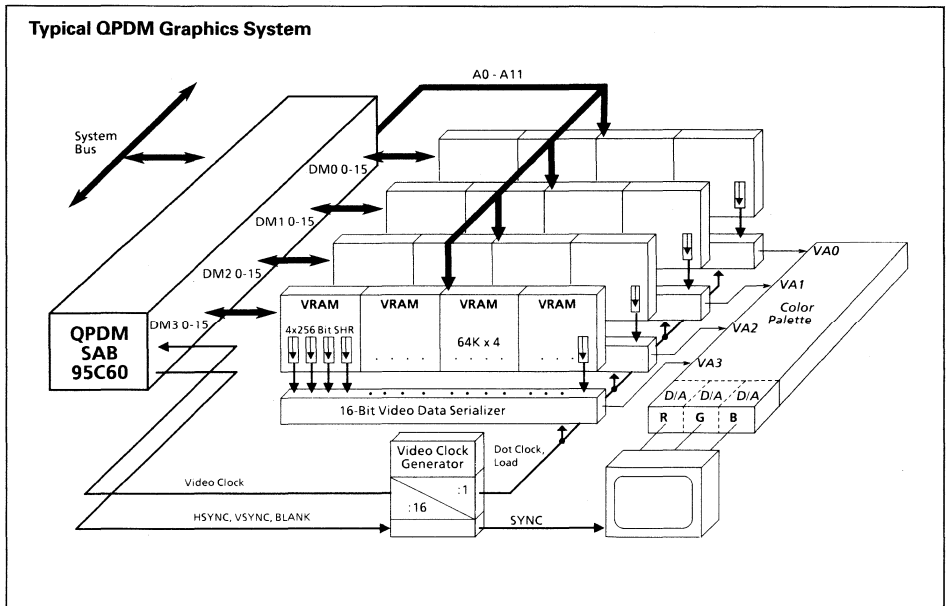 Typical QPDM Graphics System
A0 - A11
System
Bus
DM0 0-15
DM1 0-15
DM2 0-15
DM3 0-15
VA0
VA1
VA2
VA3
Color
Palette
QPDM
SAB
95C60
VRAM VRAM VRAM VRAM
4x256 Bit SHR
64K x 4
16-Bit Video Data Serializer
D/A D/A D/A
R G B
Video Clock
Generator
Dot Clock,
Load
:1
:16
Video Clock
HSYNC, VSYNC, BLANK
SYNC